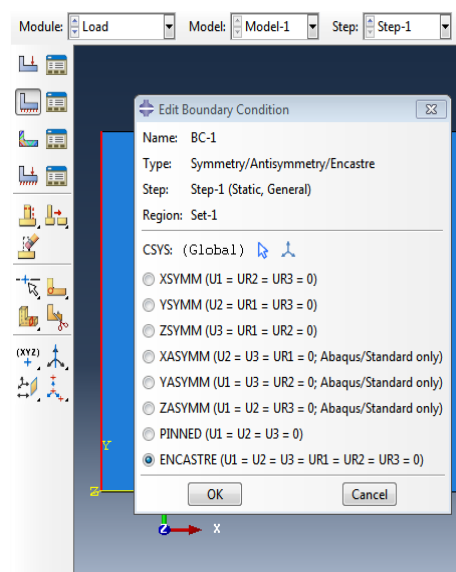 Module: Load Model: Model-1 Step: Step-1
Edit Boundary Condition
Name: BC-1
Type: Symmetry/Antisymmetry/Encastre
Step: Step-1 (Static, General)
Region: Set-1
CSYS: (Global)
XSYMM (U1 = UR2 = UR3 = 0)
YSYMM (U2 = UR1 = UR3 = 0)
ZSYMM (U3 = UR1 = UR2 = 0)
XASYMM (U2 = U3 = UR1 = 0; Abaqus/Standard only)
(XYZ)
YASYMM (U1 = U3 = UR2 = 0; Abaqus/Standard only)
ZASYMM (U1 = U2 = UR3 = 0; Abaqus/Standard only)
PINNED (U1 = U2 = U3 = 0)
Y
ENCASTRE (U1 = U2 = U3 = UR1 = UR2 = UR3 = 0)
Z
OK Cancel
Z X